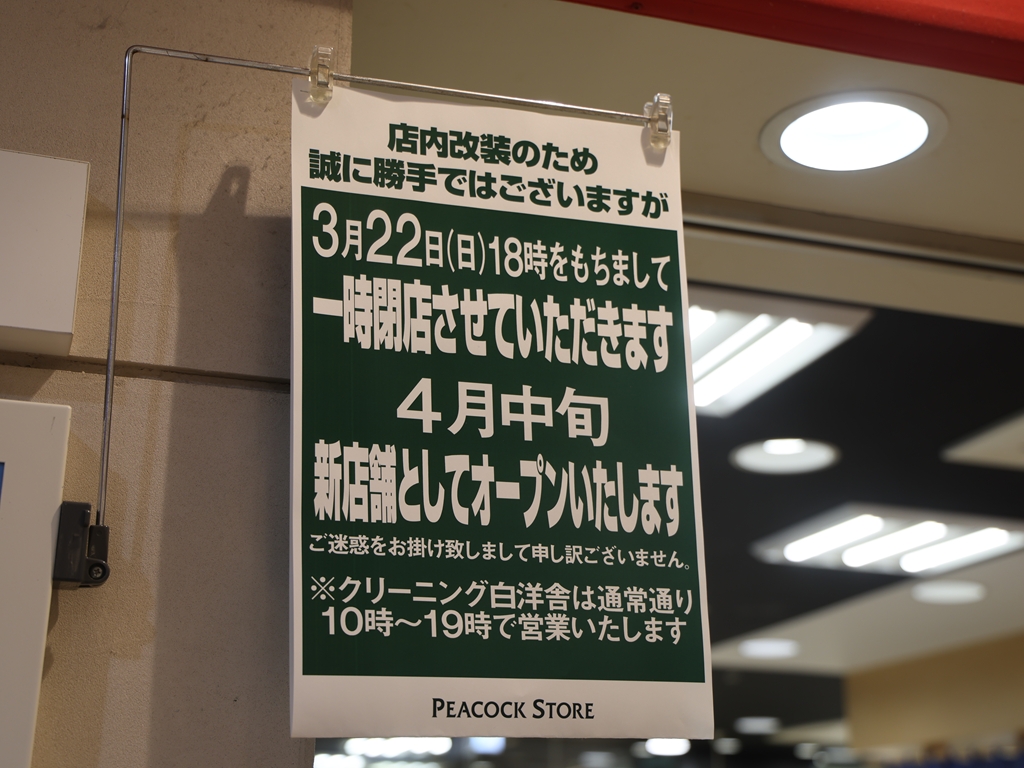 店内改装のため
誠に勝手ではございますが
3月22日(日)18時をもちまして
一時閉店させていただきます
4月中旬
新店舗としてオープンいたします
ご迷惑をお掛け致しまして申し訳ございません。
※クリーニング白洋舎は通常通り
10時〜19時で営業いたします
PEACOCK STORE